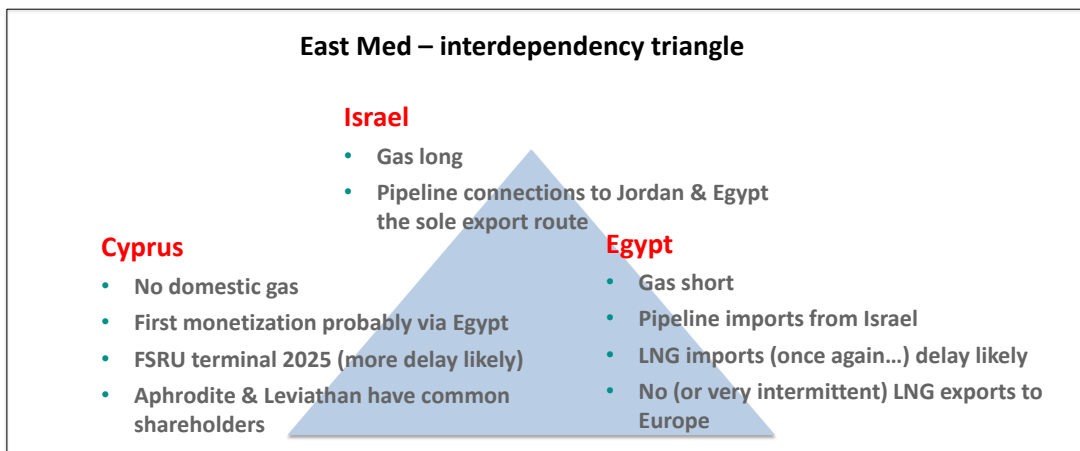 East Med – interdependency triangle
Israel
• Gas long
• Pipeline connections to Jordan & Egypt
the sole export route
Cyprus
• No domestic gas
• First monetization probably via Egypt
• FSRU terminal 2025 (more delay likely)
• Aphrodite & Leviathan have common
shareholders
Egypt
• Gas short
• Pipeline imports from Israel
• LNG imports (once again…) delay likely
• No (or very intermittent) LNG exports to
Europe